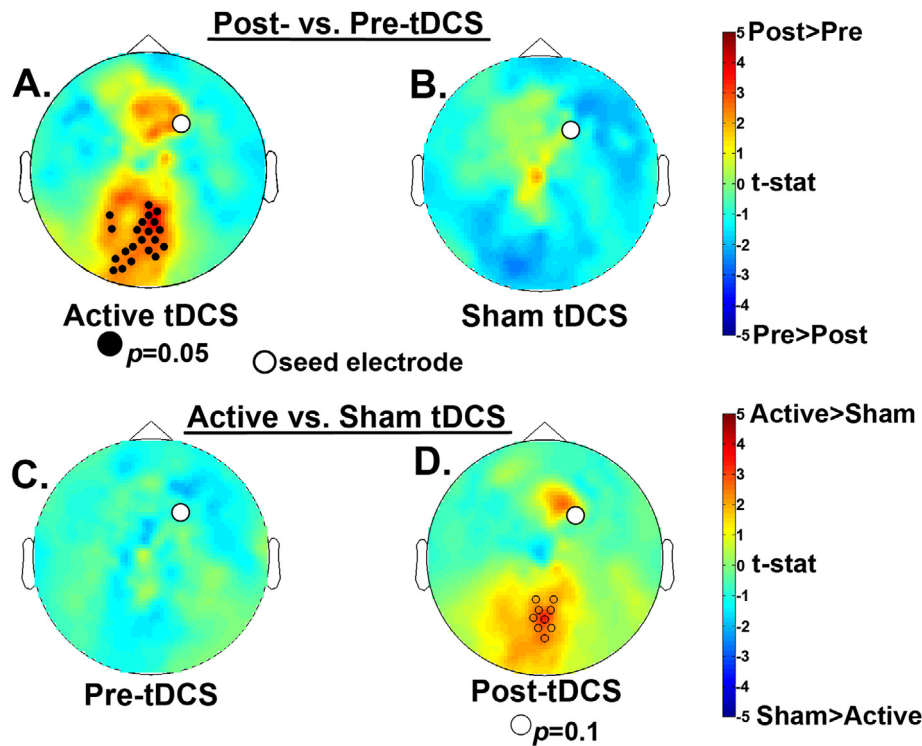 Post- vs. Pre-tDCS
A.
B.
Active tDCS
p=0.05
Sham tDCS
seed electrode
5
4
3
2
1
0
-1
-2
-3
-4
-5
Post>Pre
t-stat
Pre>Post
Active vs. Sham tDCS
C.
D.
Pre-tDCS
Post-tDCS
p=0.1
5
4
3
2
1
0
-1
-2
-3
-4
-5
Active>Sham
t-stat
Sham>Active